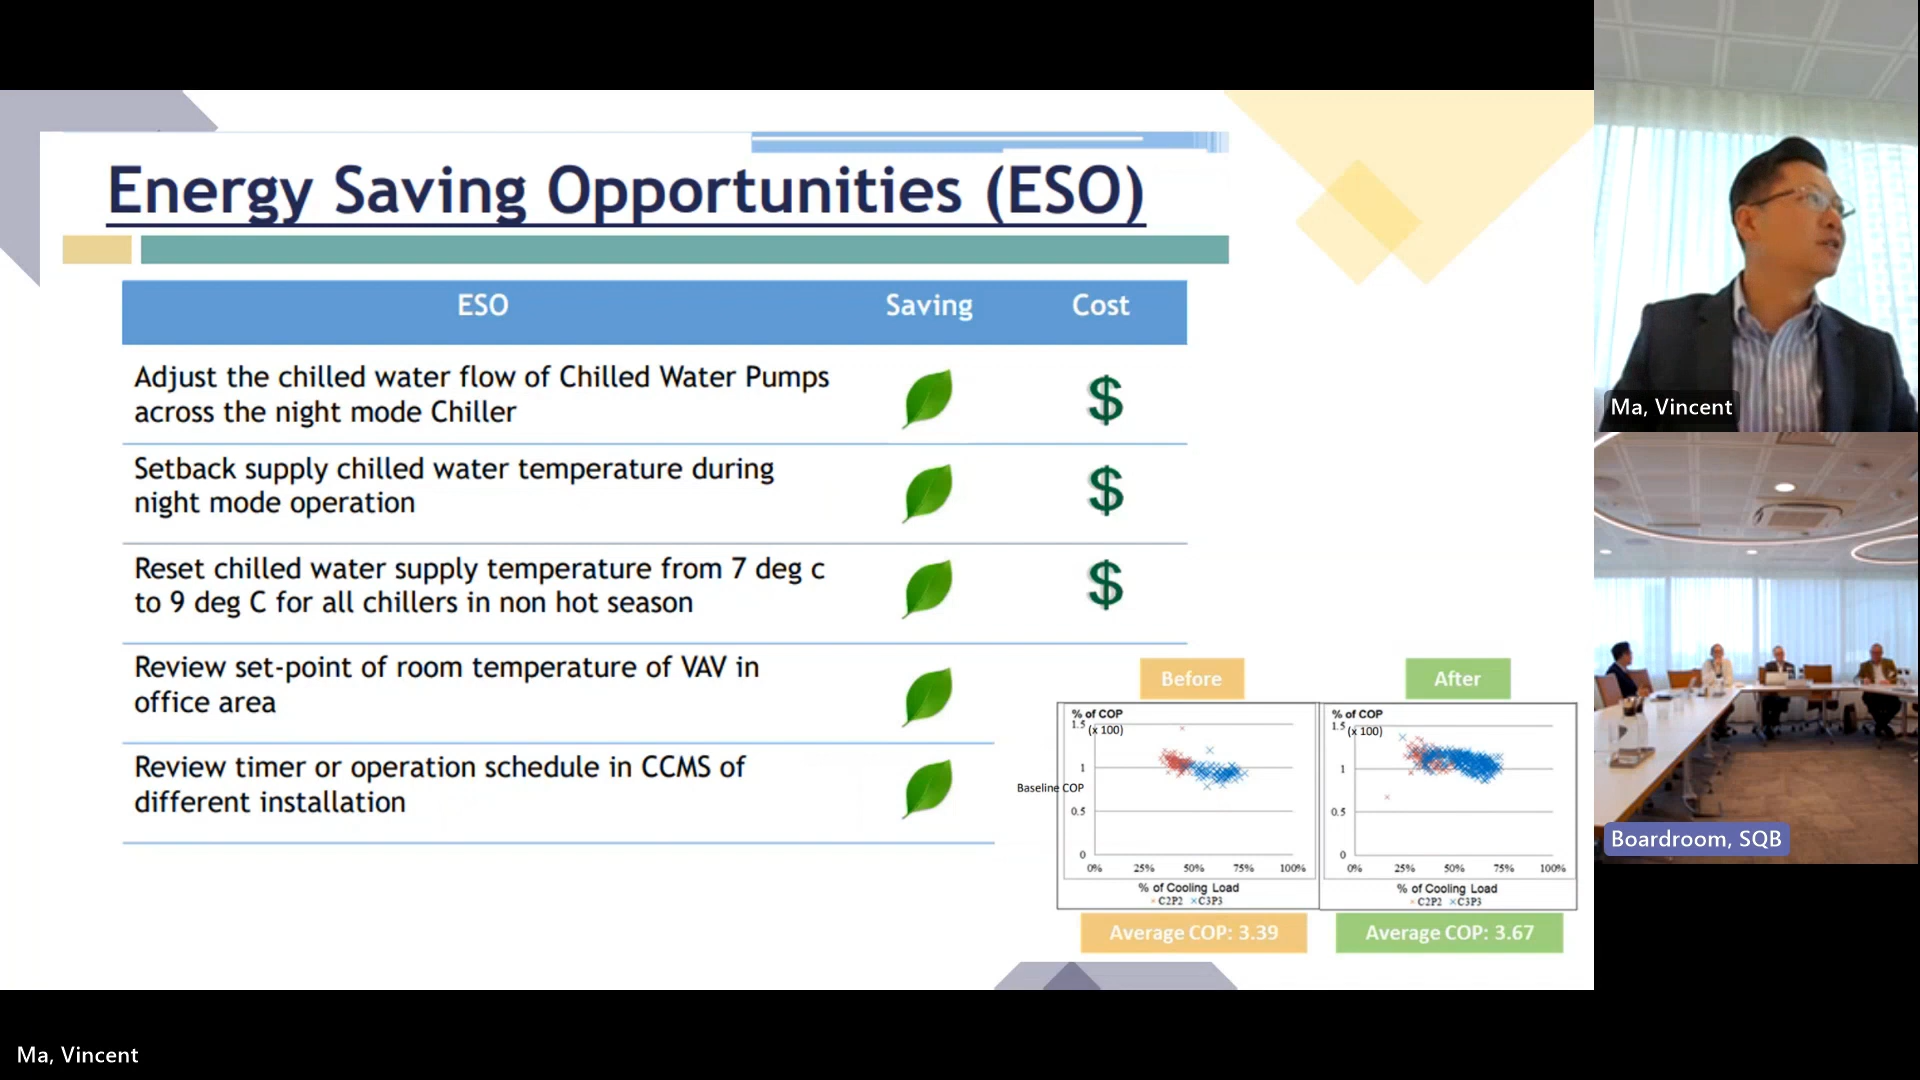 Energy Saving Opportunities (ESO)
ESO Saving Cost
Adjust the chilled water flow of Chilled Water Pumps
across the night mode Chiller
$
Setback supply chilled water temperature during
night mode operation
$
Reset chilled water supply temperature from 7 deg c
to 9 deg C for all chillers in non hot season
$
Review set-point of room temperature of VAV in
office area
Review timer or operation schedule in CCMS of
different installation
Before
% of COP
(x 100)
1.5
1
Baseline COP
0.5
0
0% 25% 50% 75% 100%
% of Cooling Load
× C2P2 × C3P3
Average COP: 3.39
After
% of COP
(x 100)
1.5
1
0.5
0
0% 25% 50% 75% 100%
% of Cooling Load
× C2P2 × C3P3
Average COP: 3.67
Ma, Vincent
Boardroom, SQB
Ma, Vincent